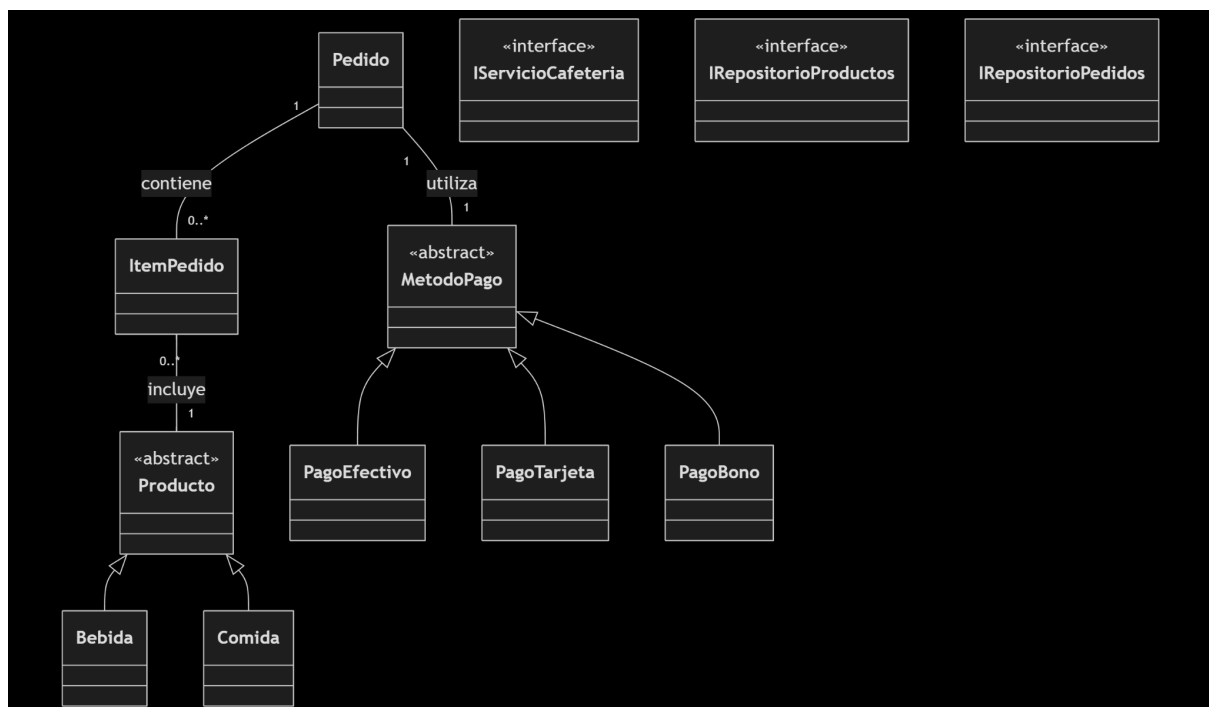 Pedido
«interface»
IServicioCafeteria
«interface»
IRepositorioProductos
«interface»
IRepositorioPedidos
1
1
contiene
utiliza
0..*
1
ItemPedido
«abstract»
MetodoPago
0..*
incluye
1
«abstract»
Producto
PagoEfectivo
PagoTarjeta
PagoBono
Bebida
Comida